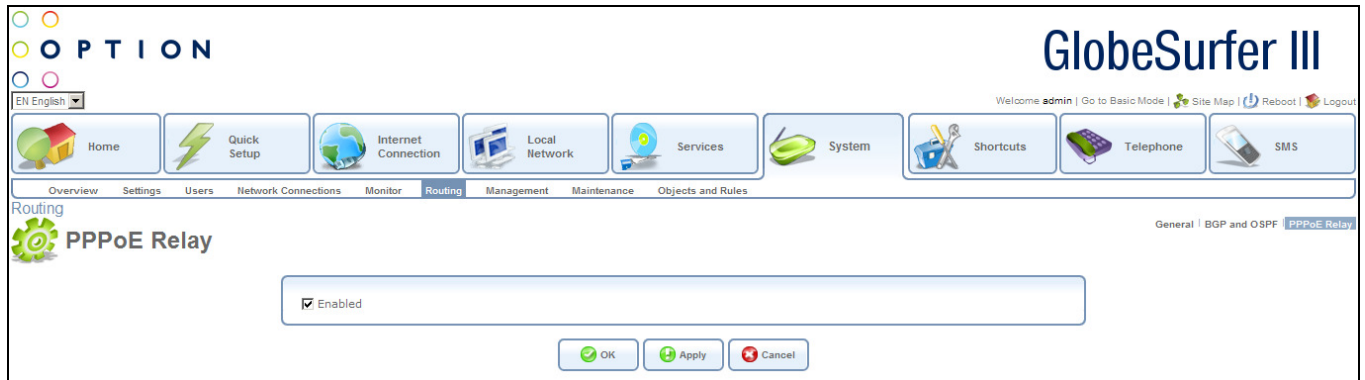 OPTION
GlobeSurfer III
EN English
Welcome admin | Go to Basic Mode | Site Map | Reboot | Logout
Home
Quick Setup
Internet Connection
Local Network
Services
System
Shortcuts
Telephone
SMS
Overview Settings Users Network Connections Monitor Routing Management Maintenance Objects and Rules
Routing
General | BGP and OSPF | PPPoE Relay
PPPoE Relay
Enabled
OK Apply Cancel